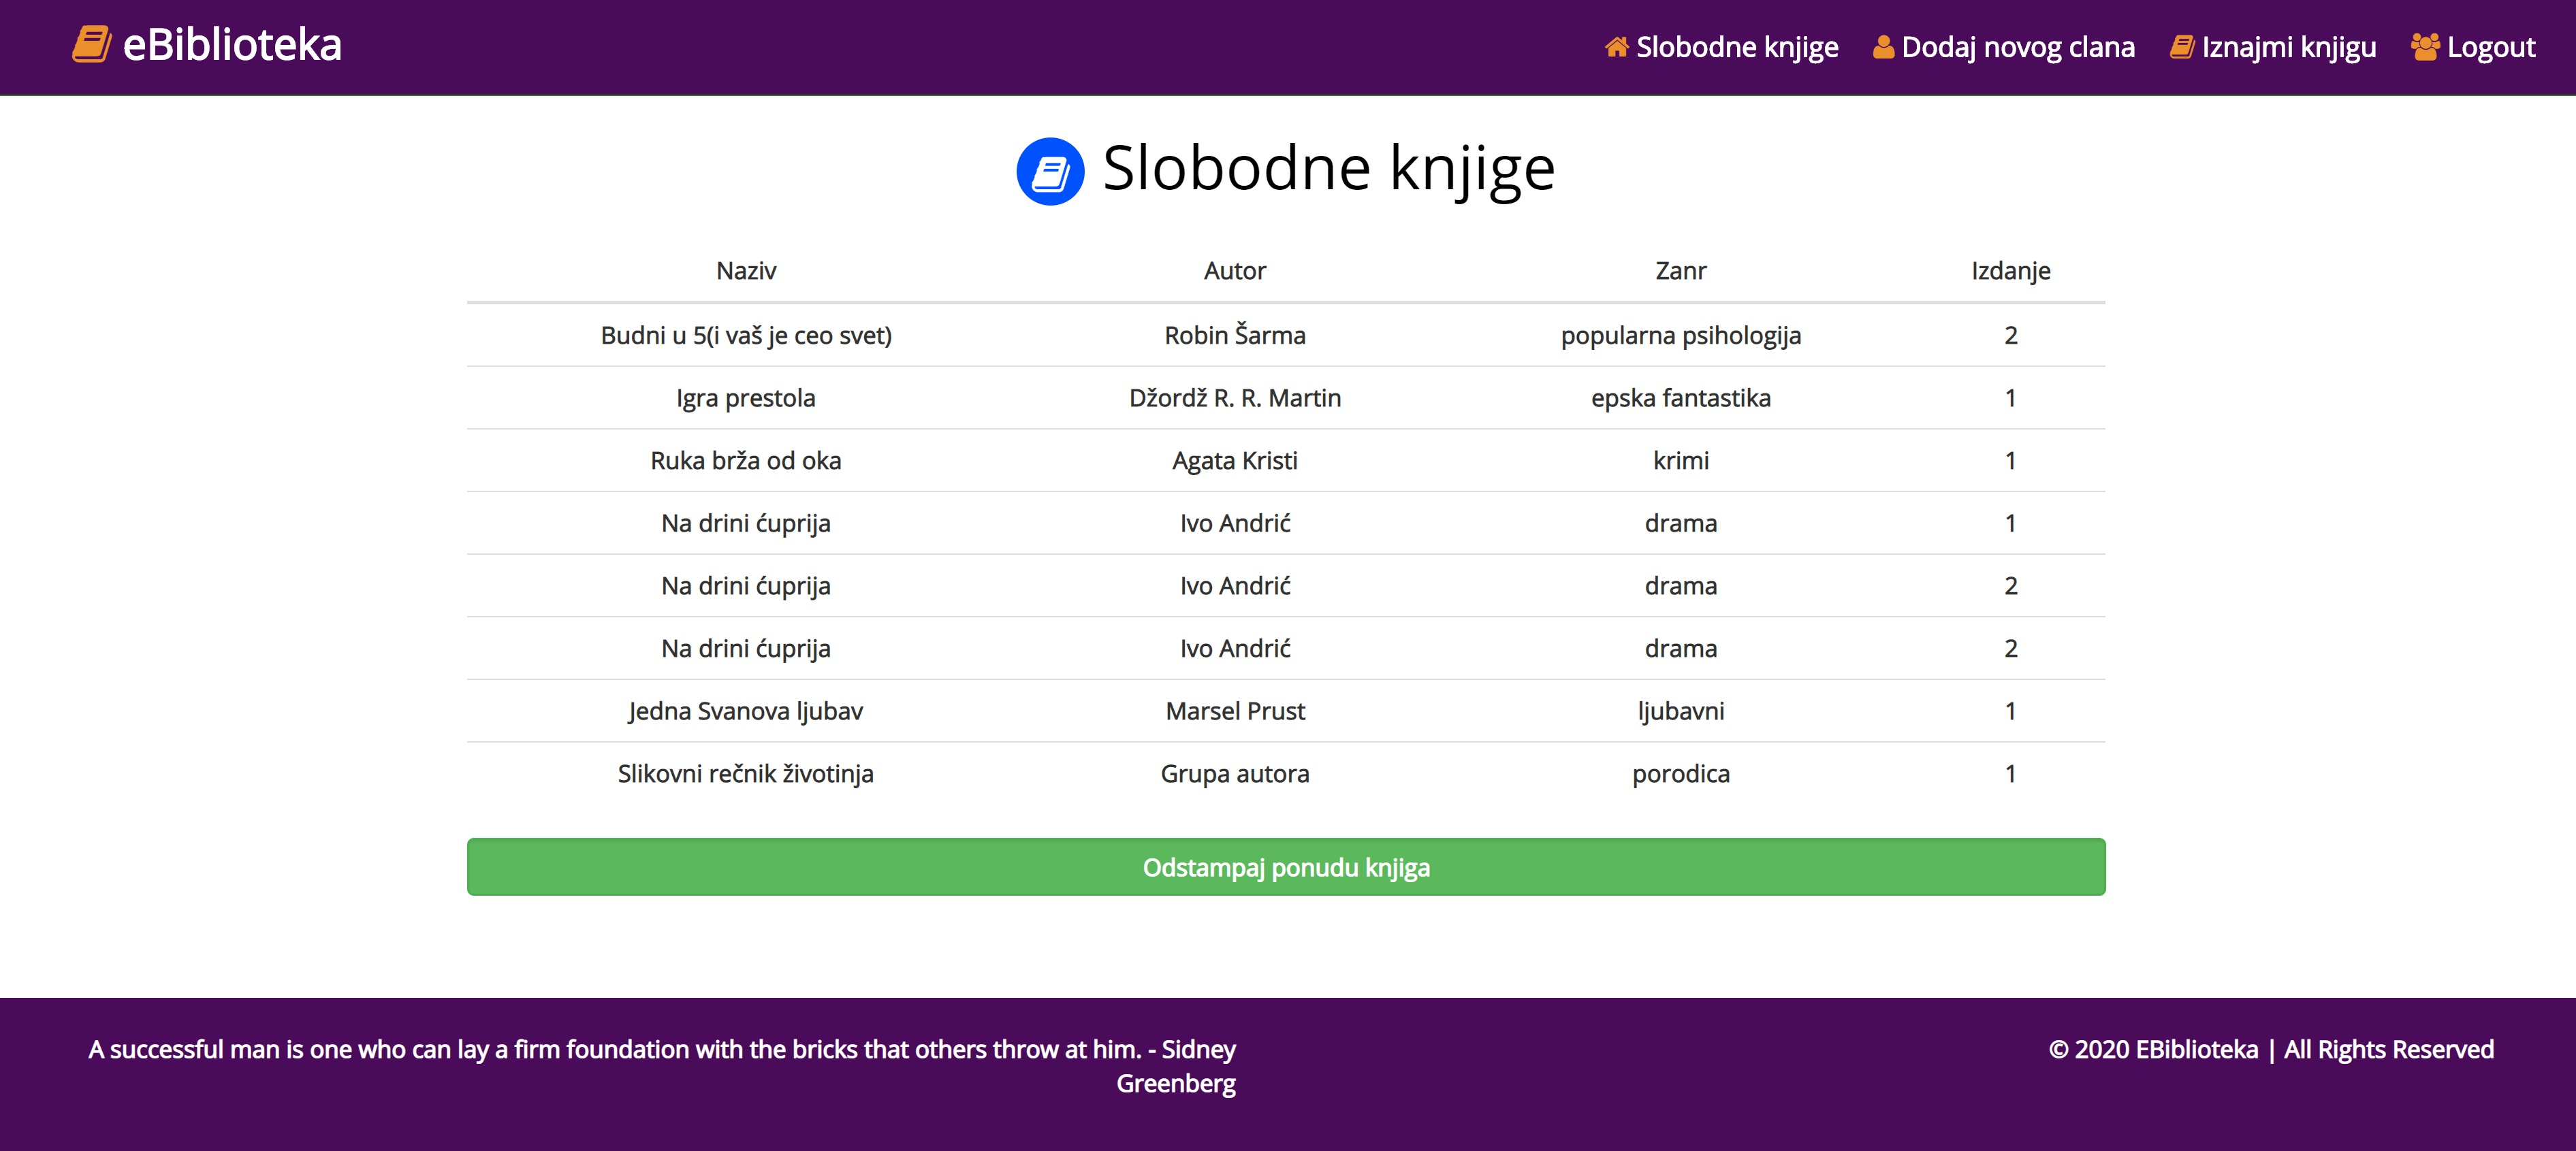 eBiblioteka
Slobodne knjige Dodaj novog clana Iznajmi knjigu Logout
Slobodne knjige
Naziv Autor Zanr Izdanje
Budni u 5(i vaš je ceo svet) Robin Šarma popularna psihologija 2
Igra prestola Džordž R. R. Martin epska fantastika 1
Ruka brža od oka Agata Kristi krimi 1
Na drini ćuprija Ivo Andrić drama 1
Na drini ćuprija Ivo Andrić drama 2
Na drini ćuprija Ivo Andrić drama 2
Jedna Svanova ljubav Marsel Prust ljubavni 1
Slikovni rečnik životinja Grupa autora porodica 1
Odstampaj ponudu knjiga
A successful man is one who can lay a firm foundation with the bricks that others throw at him. - Sidney
Greenberg
© 2020 EBiblioteka | All Rights Reserved